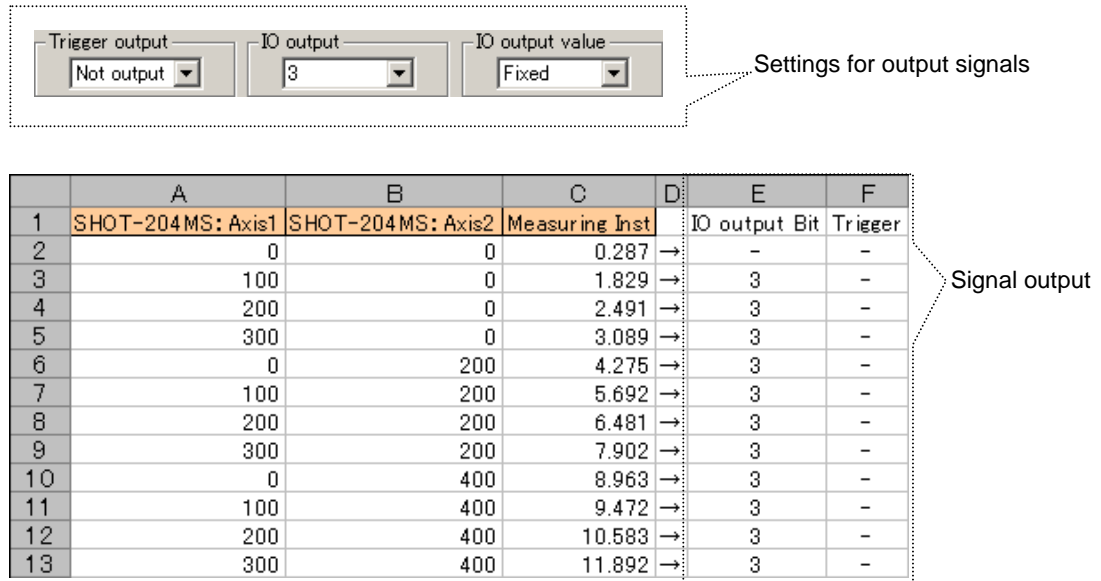 Trigger output IO output IO output value
Not output 3 Fixed
Settings for output signals
A B C D E F
1 SHOT-204MS: Axis1 SHOT-204MS: Axis2 Measuring Inst IO output Bit Trigger
2 0 0 0.287 → - -
3 100 0 1.829 → 3 -
4 200 0 2.491 → 3 -
5 300 0 3.089 → 3 -
6 0 200 4.275 → 3 -
7 100 200 5.692 → 3 -
8 200 200 6.481 → 3 -
9 300 200 7.902 → 3 -
10 0 400 8.963 → 3 -
11 100 400 9.472 → 3 -
12 200 400 10.583 → 3 -
13 300 400 11.892 → 3 -
Signal output